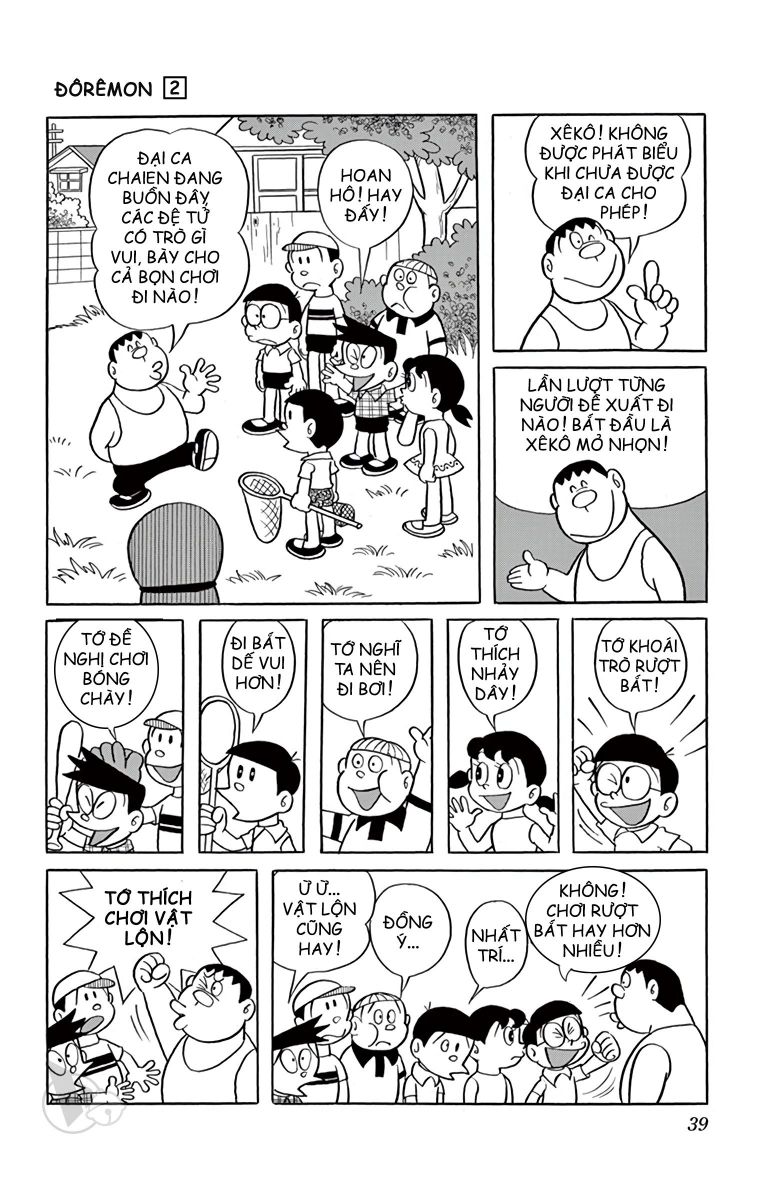 ĐÔRÊMON 2
ĐẠI CA
CHAIEN ĐANG
BUỒN ĐÂY,
CÁC ĐỆ TỬ
CÓ TRÒ GÌ
VUI, BÀY CHO
CẢ BỌN CHƠI
ĐI NÀO!
HOAN
HÔ! HAY
ĐẤY!
XÊKÔ! KHÔNG
ĐƯỢC PHÁT BIỂU
KHI CHƯA ĐƯỢC
ĐẠI CA CHO
PHÉP!
LẦN LƯỢT TỪNG
NGƯỜI ĐỀ XUẤT ĐI
NÀO! BẮT ĐẦU LÀ
XÊKÔ MỎ NHỌN!
TỚ ĐỀ
NGHỊ CHƠI
BÓNG
CHÀY!
ĐI BẮT
DẾ VUI
HƠN!
TỚ NGHĨ
TA NÊN
ĐI BƠI!
TỚ
THÍCH
NHẢY
DÂY!
TỚ KHOÁI
TRÒ RƯỢT
BẮT!
TỚ THÍCH
CHƠI VẬT
LỘN!
Ừ Ừ...
VẬT LỘN
CŨNG
HAY!
ĐỒNG
Ý...
NHẤT
TRÍ...
KHÔNG!
CHƠI RƯỢT
BẮT HAY HƠN
NHIỀU!
39